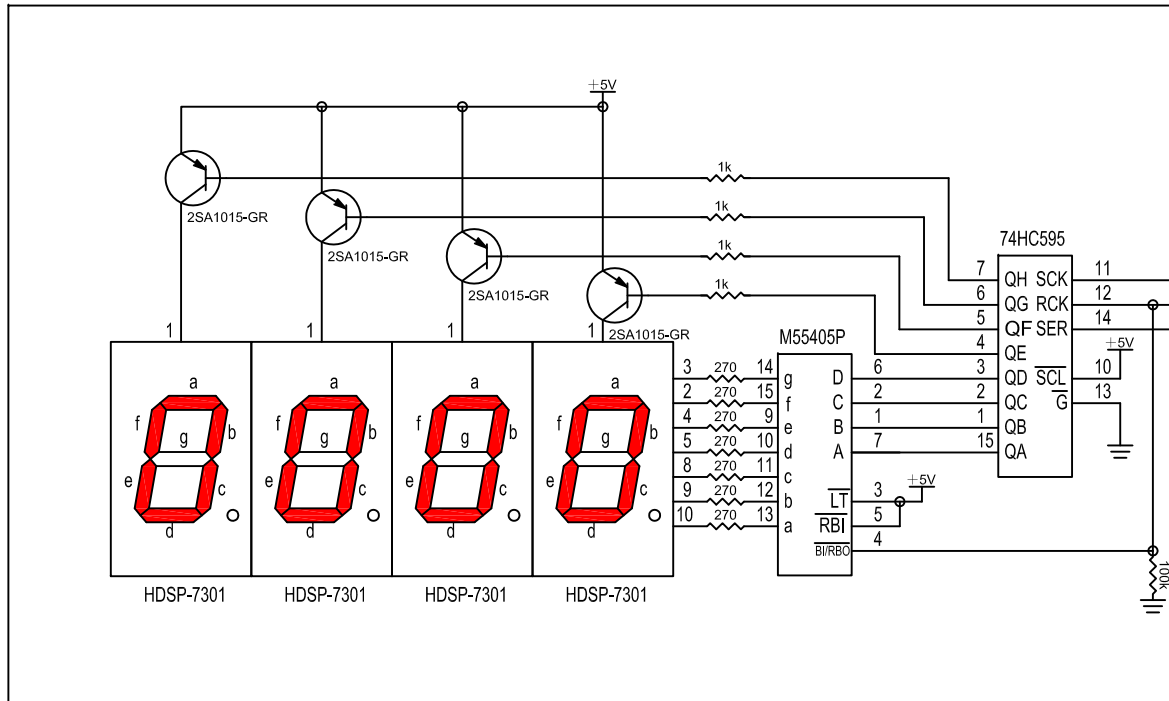 +5V
1k
2SA1015-GR
1k
2SA1015-GR
1k
2SA1015-GR
1k
2SA1015-GR
1 1 1 1
74HC595
7 QH SCK 11
6 QG RCK 12
5 QF SER 14
4 QE
3 QD SCL 10
2 QC G 13
1 QB
15 QA
+5V
M55405P
3 270 14 g D 6
2 270 15 f C 2
4 270 9 e B 1
5 270 10 d A 7
8 270 11 c
9 270 12 b LT 3
10 270 13 a RBI 5
BI/RBO 4
+5V
100k
a f g b e c d
a f g b e c d
a f g b e c d
a f g b e c d
HDSP-7301 HDSP-7301 HDSP-7301 HDSP-7301